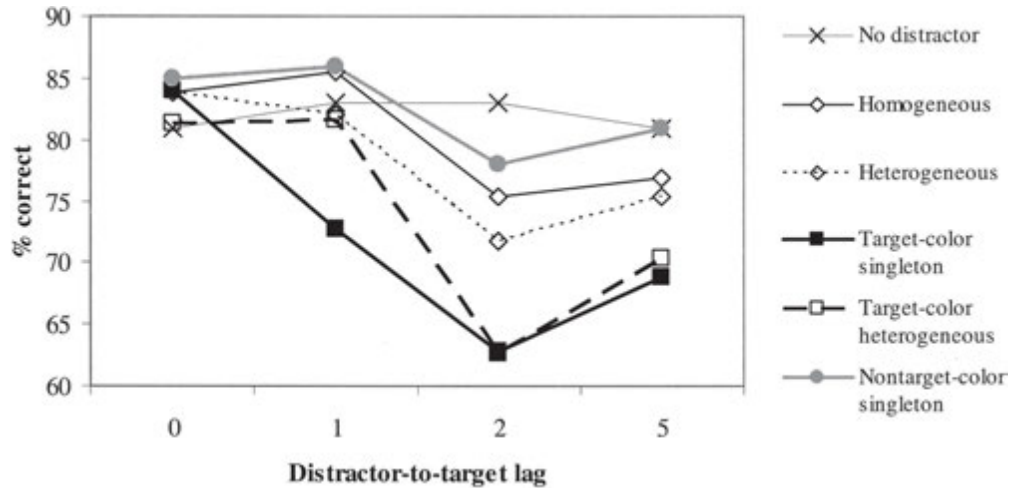 90
85
80
75
70
65
60
% correct
0 1 2 5
Distractor-to-target lag
No distractor
Homogeneous
Heterogeneous
Target-color
singleton
Target-color
heterogeneous
Nontarget-color
singleton